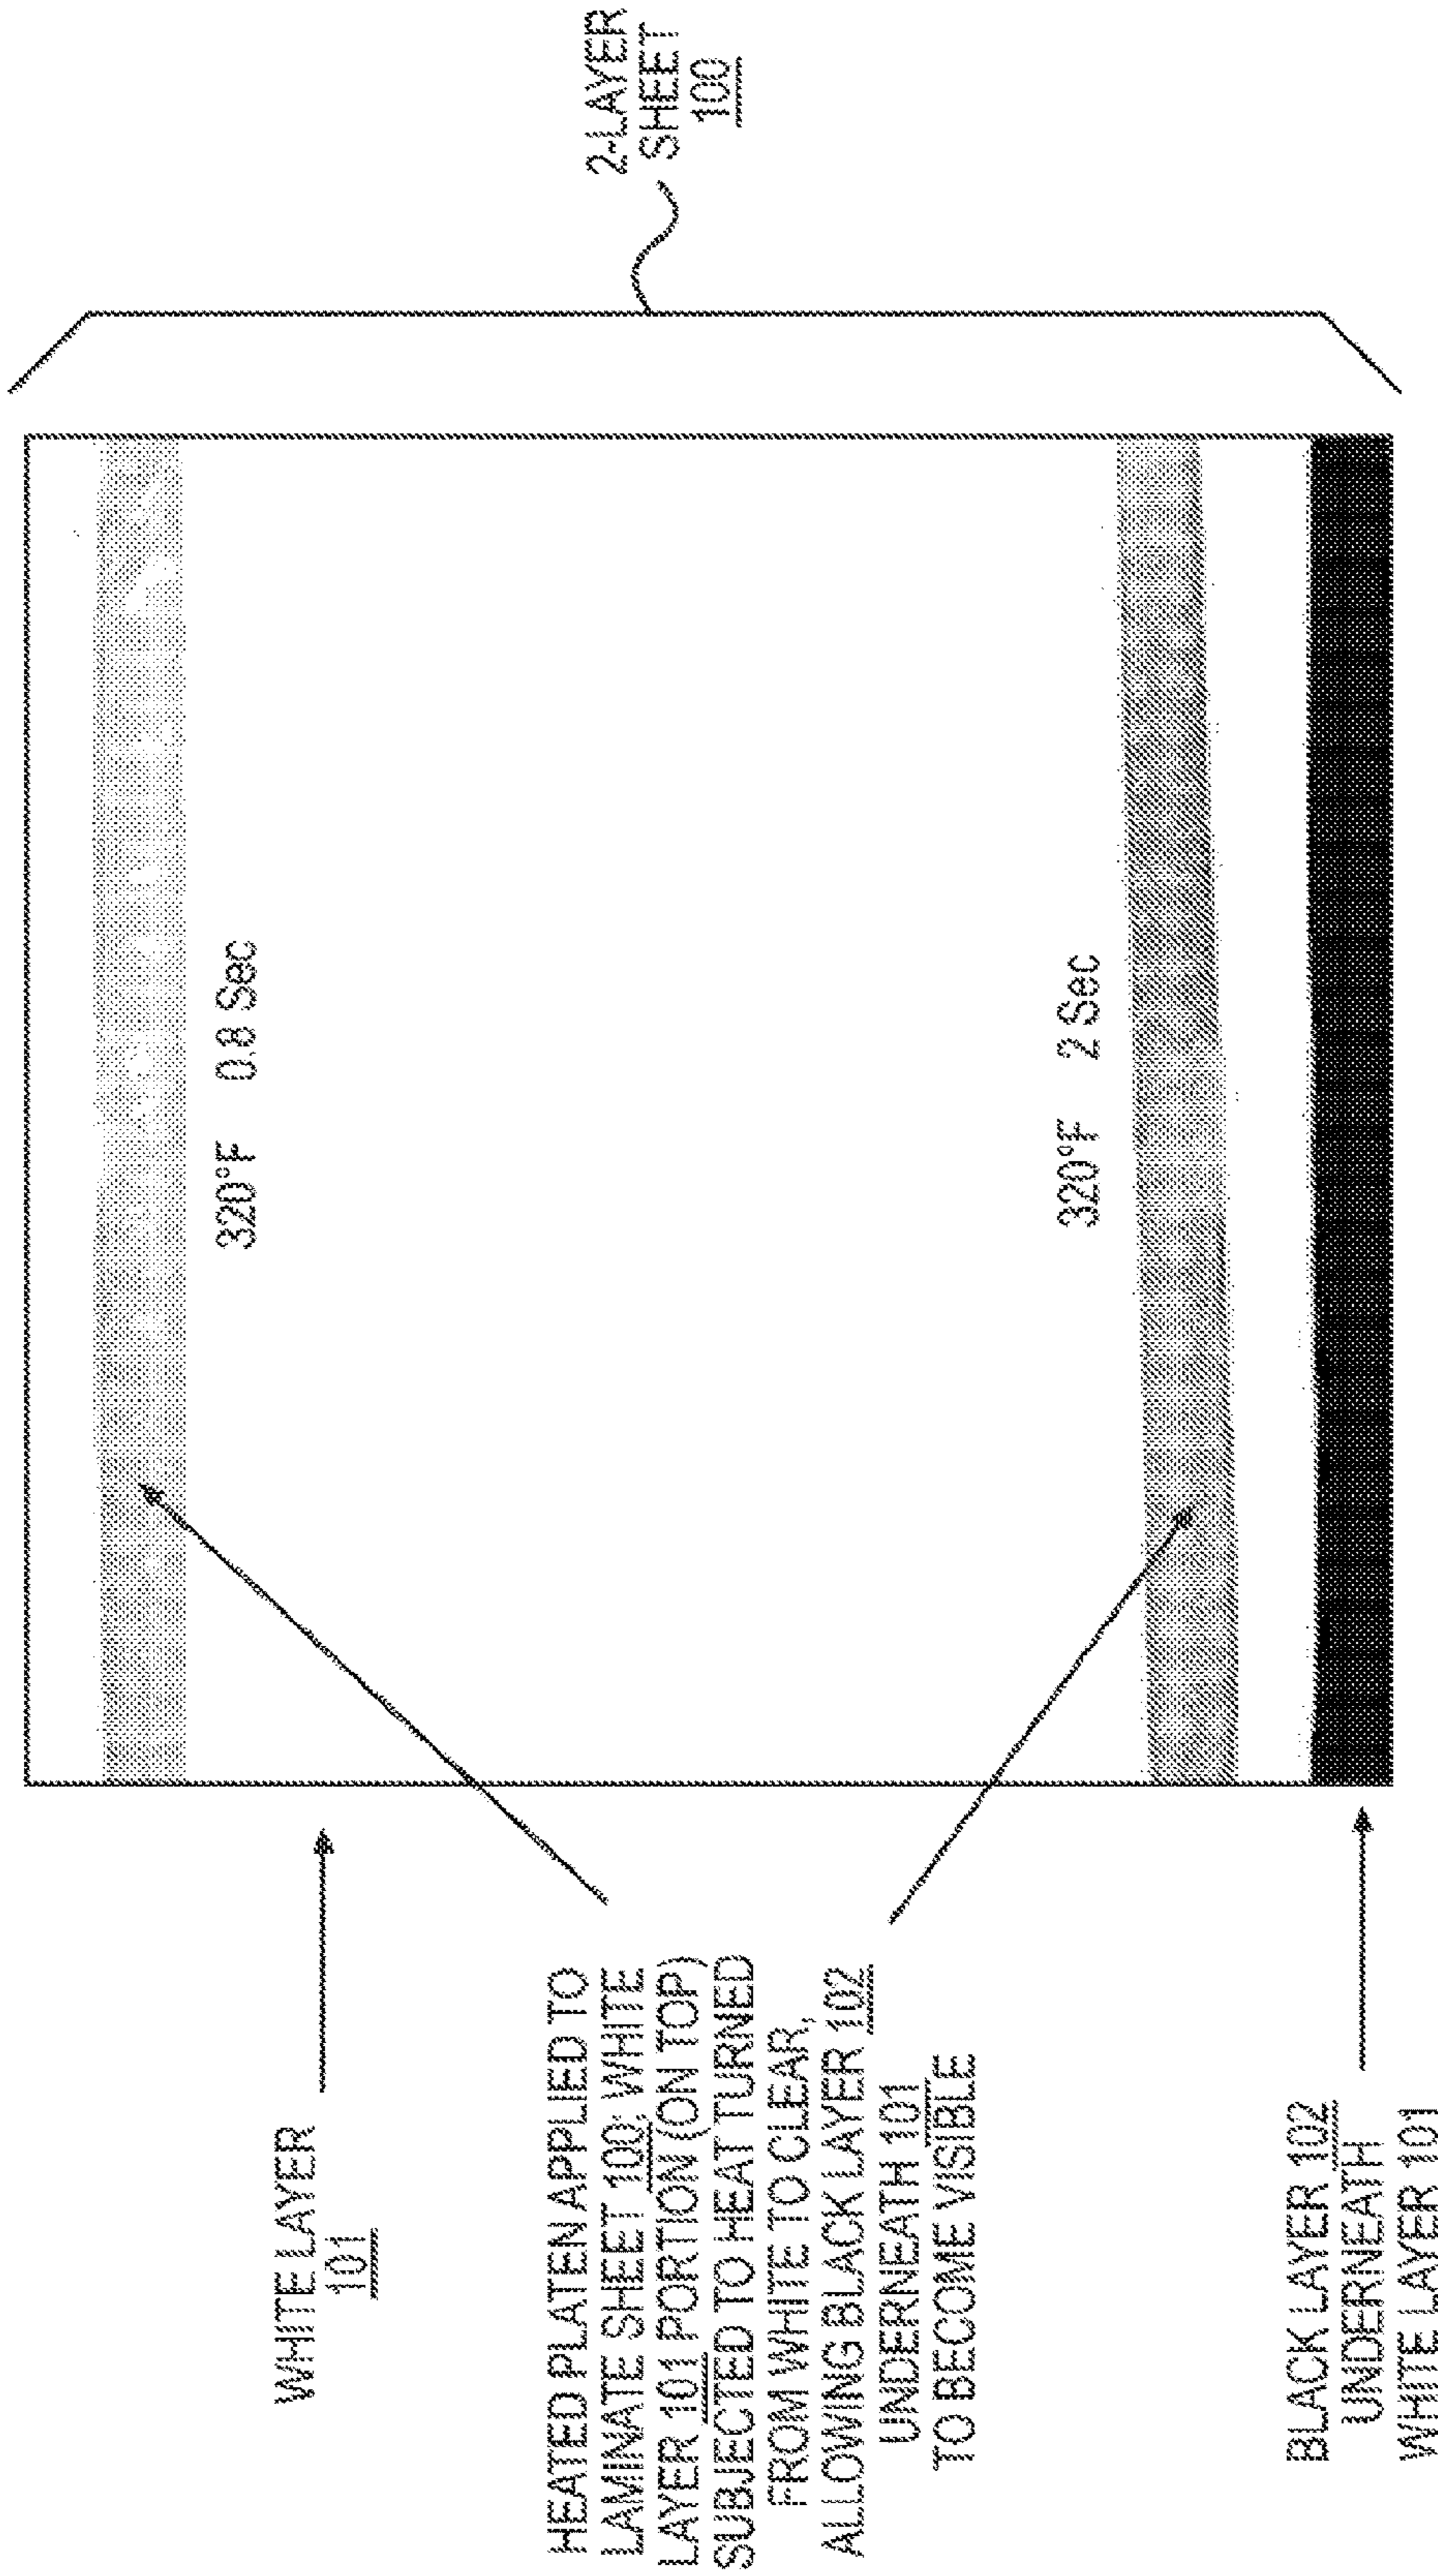 WHITE LAYER
101
HEATED PLATEN APPLIED TO
LAMINATE SHEET 100; WHITE
LAYER 101 PORTION (ON TOP)
SUBJECTED TO HEAT TURNED
FROM WHITE TO CLEAR,
ALLOWING BLACK LAYER 102
UNDERNEATH 101
TO BECOME VISIBLE
BLACK LAYER 102
UNDERNEATH
WHITE LAYER 101
320°F 0.8 Sec
320°F 2 Sec
2-LAYER
SHEET
100